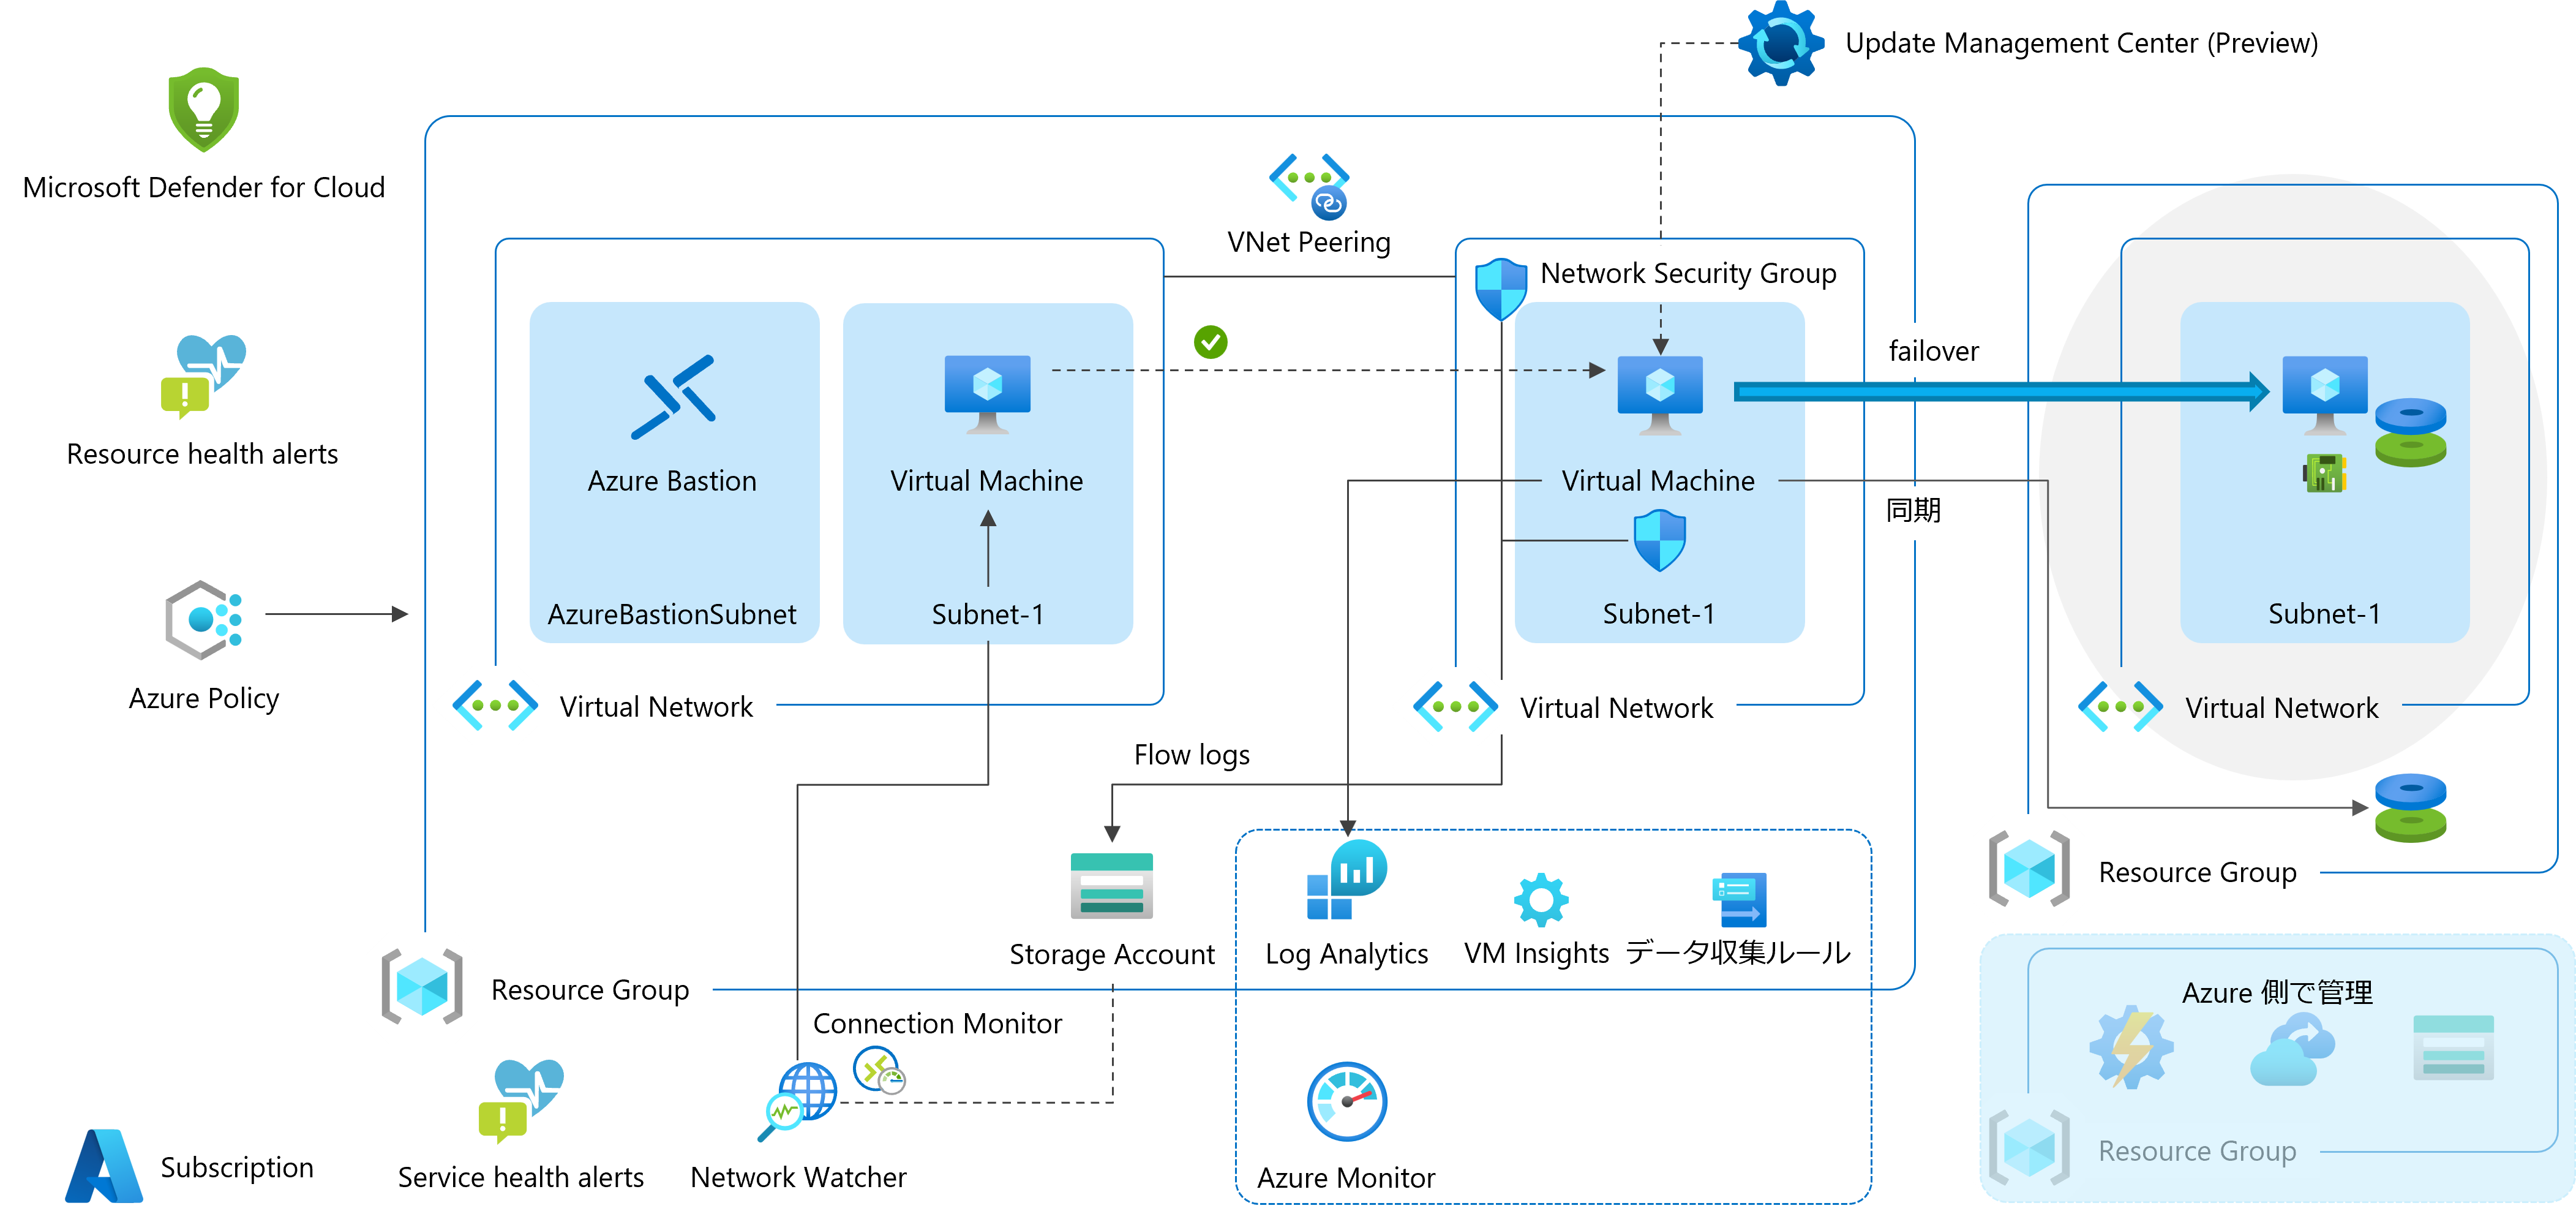 Update Management Center (Preview)
Microsoft Defender for Cloud
VNet Peering
Network Security Group
failover
Resource health alerts
Azure Bastion
Virtual Machine
Virtual Machine
同期
AzureBastionSubnet
Subnet-1
Subnet-1
Subnet-1
Azure Policy
Virtual Network
Virtual Network
Virtual Network
Flow logs
Resource Group
Storage Account
Log Analytics
VM Insights
データ収集ルール
Resource Group
Azure 側で管理
Connection Monitor
Resource Group
Subscription
Service health alerts
Network Watcher
Azure Monitor